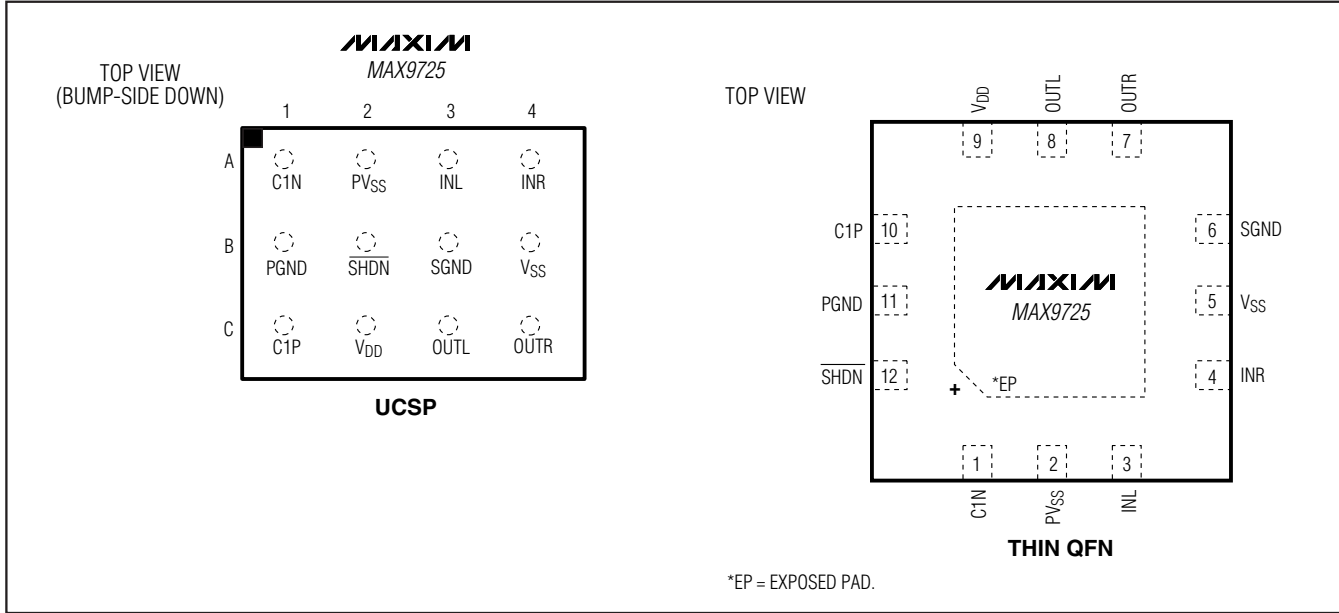 MAXIM
MAX9725
TOP VIEW
(BUMP-SIDE DOWN)
1 2 3 4
A
C1N PVSS INL INR
B
PGND SHDN SGND VSS
C
C1P VDD OUTL OUTR
UCSP
TOP VIEW
VDD OUTL OUTR
9 8 7
C1P 10 6 SGND
MAXIM
MAX9725
PGND 11 5 VSS
SHDN 12 4 INR
+ *EP
1 2 3
C1N PVSS INL
THIN QFN
*EP = EXPOSED PAD.